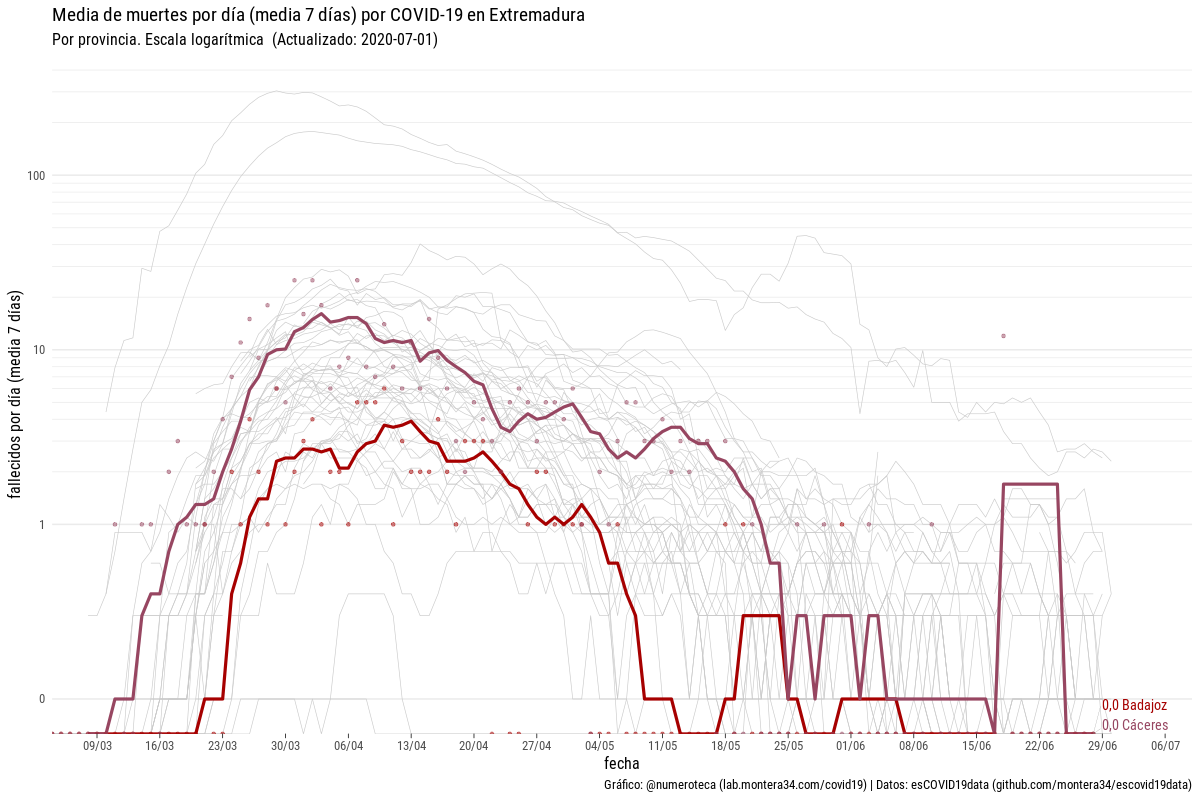 Media de muertes por día (media 7 días) por COVID-19 en Extremadura
Por provincia. Escala logarítmica (Actualizado: 2020-07-01)
fallecidos por día (media 7 días)
100
10
1
0
0,0 Badajoz
0,0 Cáceres
09/03 16/03 23/03 30/03 06/04 13/04 20/04 27/04 04/05 11/05 18/05 25/05 01/06 08/06 15/06 22/06 29/06 06/07
fecha
Gráfico: @numeroteca (lab.montera34.com/covid19) | Datos: esCOVID19data (github.com/montera34/escovid19data)